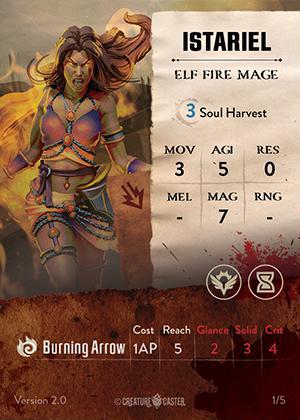 ISTARIEL
ELF FIRE MAGE
3 Soul Harvest
MOV AGI RES
3 5 0
MEL MAG RNG
- 7 -
Cost Reach Glance Solid Crit
Burning Arrow 1AP 5 2 3 4
Version 2.0 © CREATURE CASTER 1/5